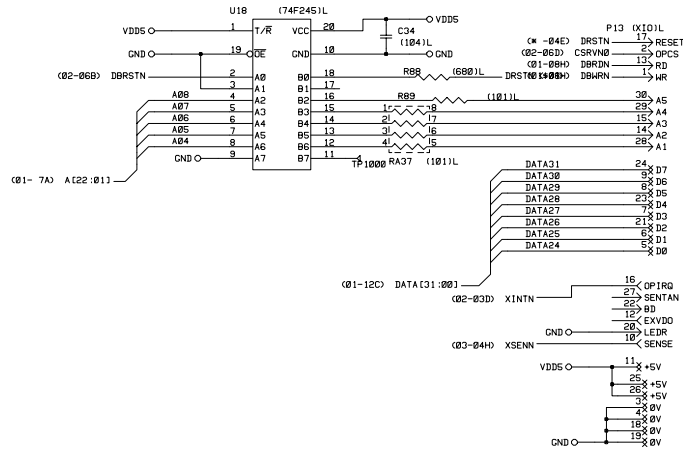 U18 (74F245)L
VDD5 1 T/R VCC 20 VDD5
C34
(104)L
GND 19 OE GND 10 GND
(02-06B) DBRSTN 2 A0 B0 18 R88 (680)L
3 A1 B1 17
A08 4 A2 B2 16 R89 (101)L
A07 5 A3 B3 15 1 8
A06 6 A4 B4 14 2 7
A05 7 A5 B5 13 3 6
A04 8 A6 B6 12 4 5
GND 9 A7 B7 11 TP1000 RA37 (101)L
(01- 7A) A[22:01]
P13 (XIO)L
(* -04E) DRSTN 17 RESET
(02-06D) CSRVN0 2 OPCS
(01-08H) DBRDN 13 RD
DBWRN 1 WR
30 A5
29 A4
15 A3
14 A2
28 A1
DATA31 24 D7
DATA30 9 D6
DATA29 8 D5
DATA28 23 D4
DATA27 7 D3
DATA26 21 D2
DATA25 6 D1
DATA24 5 D0
(01-12C) DATA[31:00]
(02-03D) XINTN 16 OPIRQ
27 SENTAN
22 BD
12 EXVDO
GND 20 LEDR
(03-04H) XSENN 10 SENSE
VDD5 11 +5V
25 +5V
26 +5V
3 0V
4 0V
18 0V
GND 19 0V